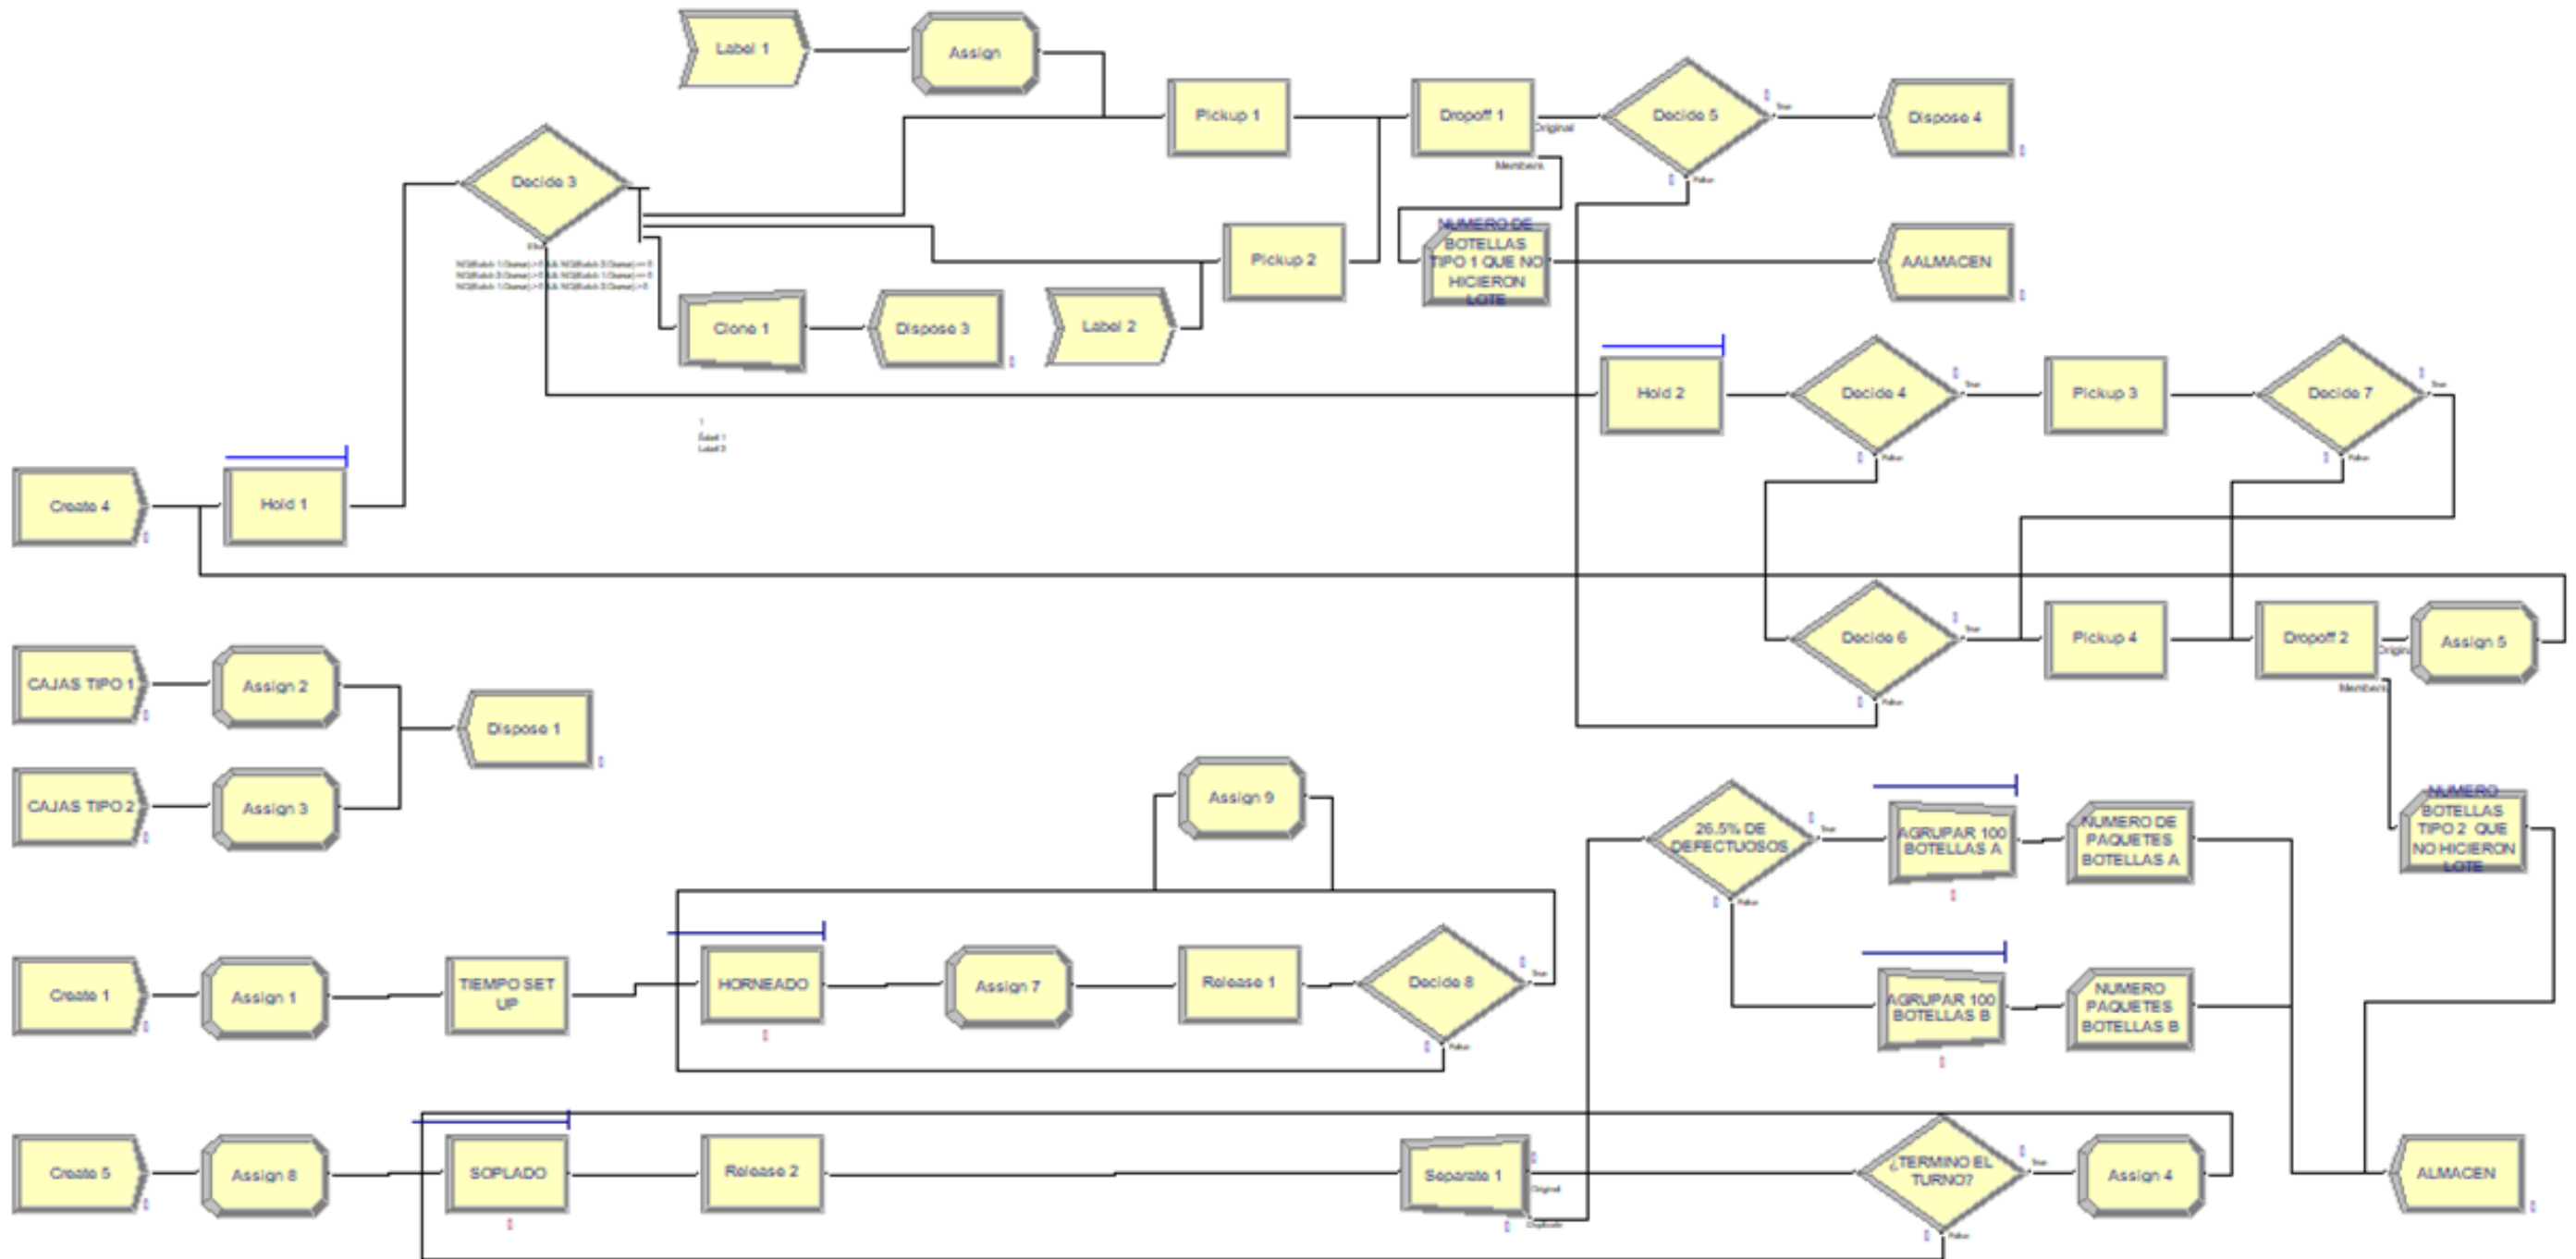 Label 1
Assign
Pickup 1
Dropoff 1
Original
Members
Decide 5
True
False
Dispose 4
Decide 3
Else
Pickup 2
NUMERO DE
BOTELLAS
TIPO 1 QUE NO
HICIERON
LOTE
AALMACEN
Clone 1
Dispose 3
Label 2
1
Label 1
Label 2
Hold 2
Decide 4
True
False
Pickup 3
Decide 7
True
False
Create 4
Hold 1
Decide 6
True
False
Pickup 4
Dropoff 2
Members
Assign 5
CAJAS TIPO 1
Assign 2
Dispose 1
CAJAS TIPO 2
Assign 3
Assign 9
26.5% DE
DEFECTUOSOS
True
False
AGRUPAR 100
BOTELLAS A
NUMERO DE
PAQUETES
BOTELLAS A
NUMERO
BOTELLAS
TIPO 2 QUE
NO HICIERON
LOTE
Create 1
Assign 1
TIEMPO SET
UP
HORNEADO
Assign 7
Release 1
Decide 8
True
False
AGRUPAR 100
BOTELLAS B
NUMERO
PAQUETES
BOTELLAS B
Create 5
Assign 8
SOPLADO
Release 2
Separate 1
Original
Duplicate
¿TERMINO EL
TURNO?
True
False
Assign 4
ALMACEN